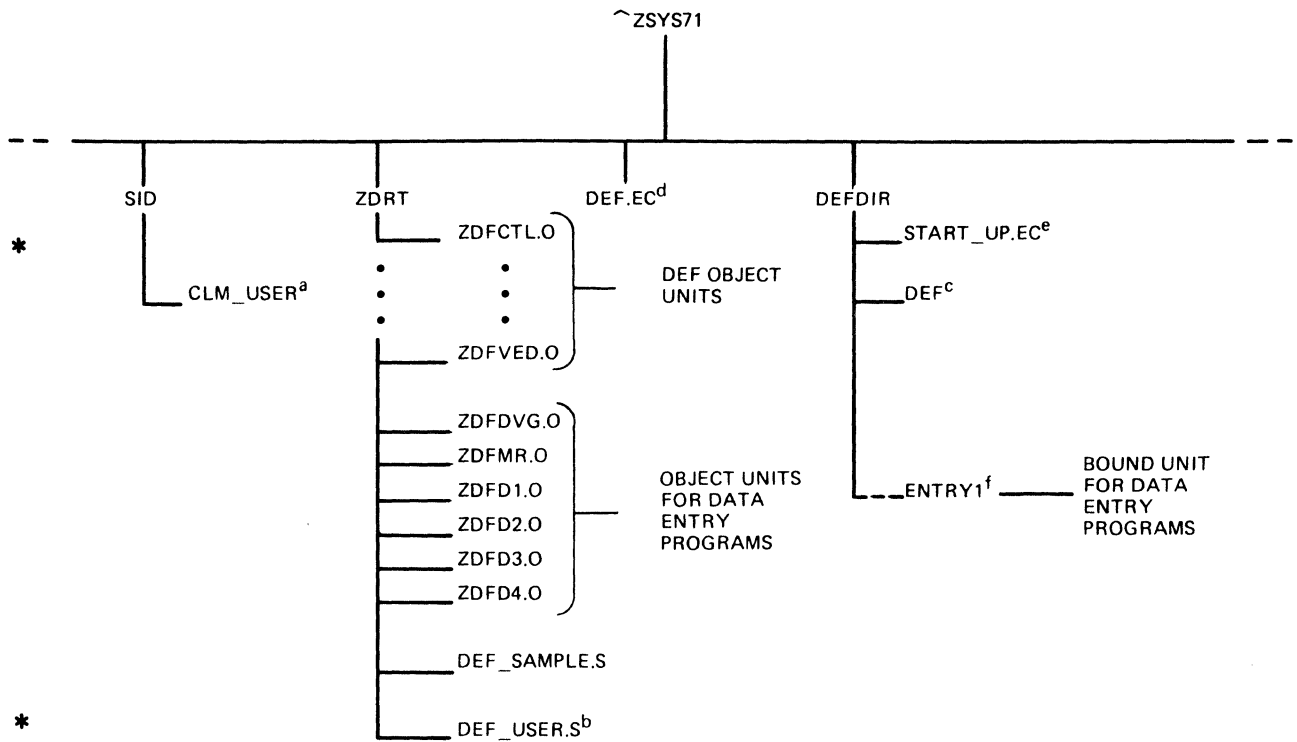 ^ZSYS71
SID
ZDRT
DEF.EC^d
DEFDIR
*
CLM_USER^a
ZDFCTL.O
ZDFVED.O
DEF OBJECT
UNITS
ZDFDVG.O
ZDFMR.O
ZDFD1.O
ZDFD2.O
ZDFD3.O
ZDFD4.O
OBJECT UNITS
FOR DATA
ENTRY
PROGRAMS
DEF_SAMPLE.S
*
DEF_USER.S^b
START_UP.EC^e
DEF^c
ENTRY1^f
BOUND UNIT
FOR DATA
ENTRY
PROGRAMS